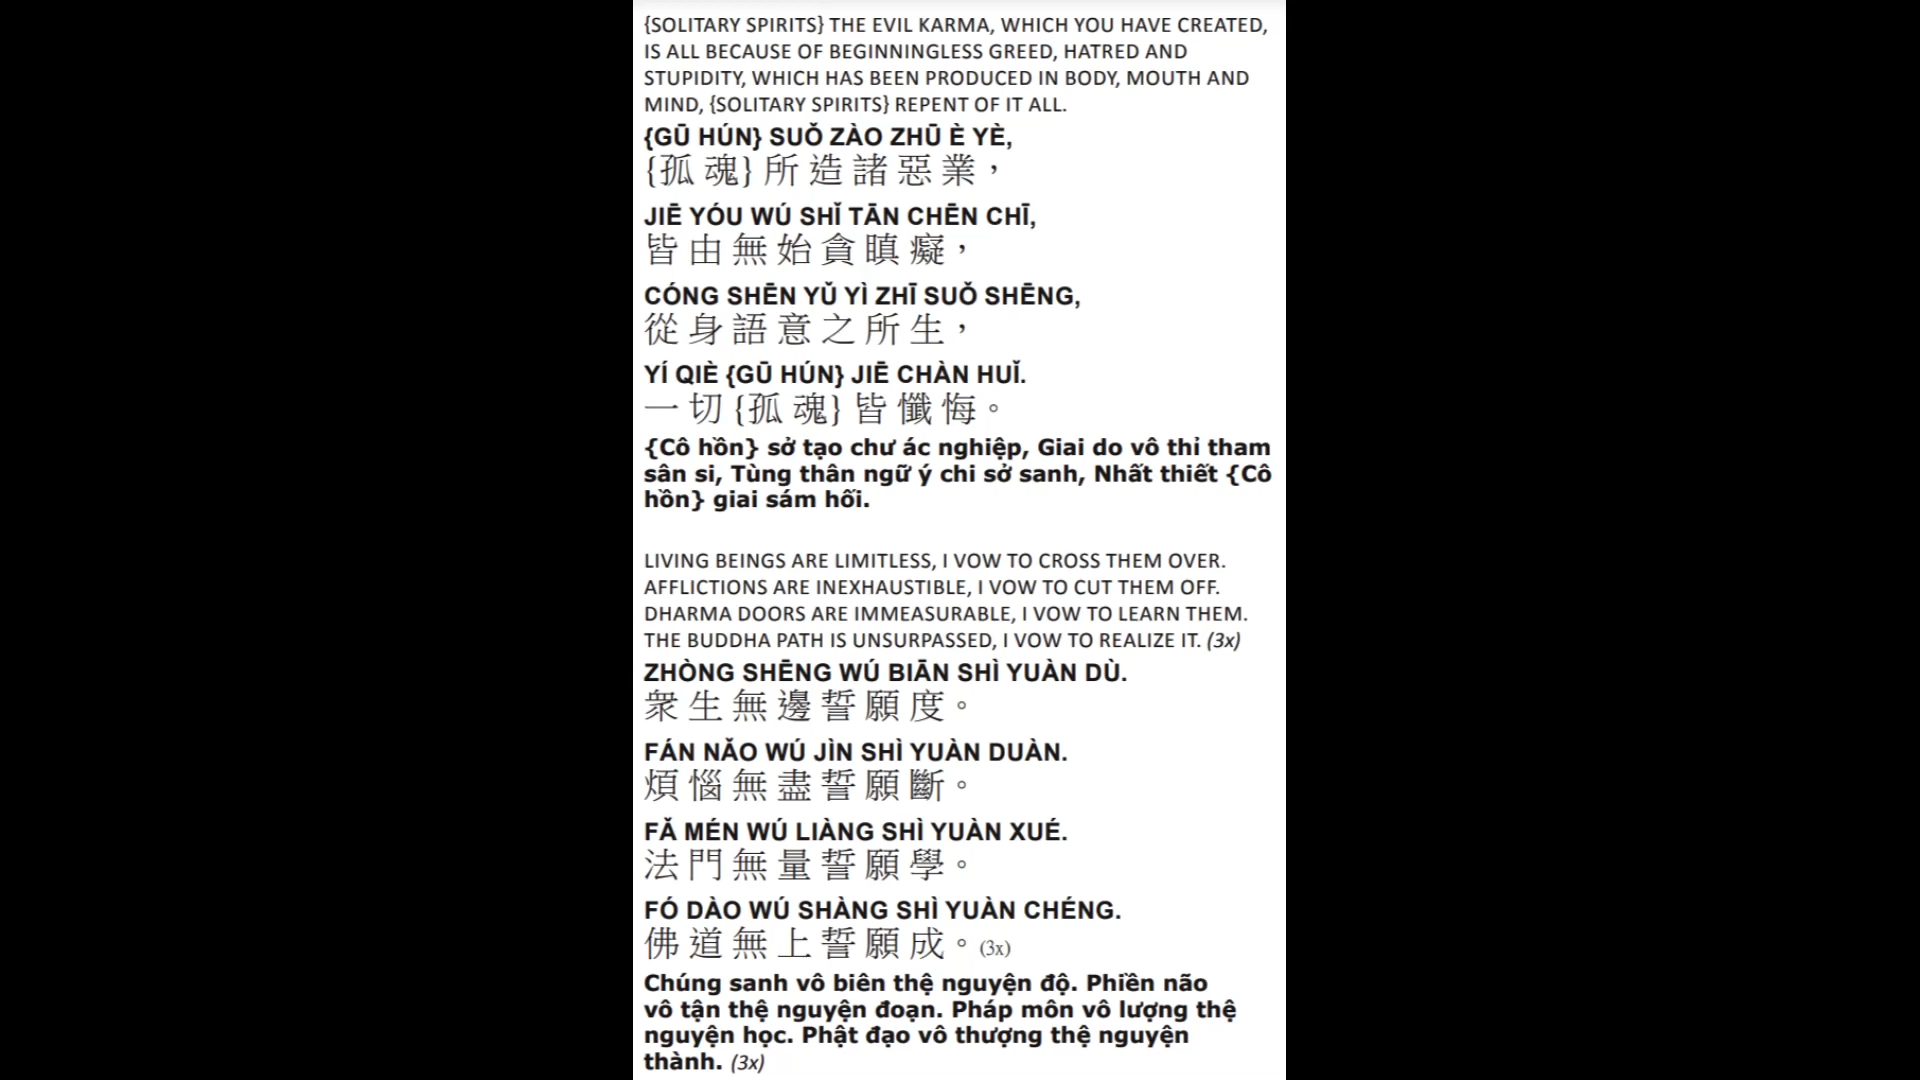 {SOLITARY SPIRITS} THE EVIL KARMA, WHICH YOU HAVE CREATED,
IS ALL BECAUSE OF BEGINNINGLESS GREED, HATRED AND
STUPIDITY, WHICH HAS BEEN PRODUCED IN BODY, MOUTH AND
MIND, {SOLITARY SPIRITS} REPENT OF IT ALL.
{GŪ HÚN} SUǑ ZÀO ZHŪ È YÈ,
{孤 魂} 所 造 諸 惡 業，
JIĒ YÓU WÚ SHǏ TĀN CHĒN CHĪ,
皆 由 無 始 貪 瞋 癡，
CÓNG SHĒN YǓ YÌ ZHĪ SUǑ SHĒNG,
從 身 語 意 之 所 生，
YÍ QIÈ {GŪ HÚN} JIĒ CHÀN HUǏ.
一 切 {孤 魂} 皆 懺 悔。
{Cô hồn} sở tạo chư ác nghiệp, Giai do vô thỉ tham
sân si, Tùng thân ngữ ý chi sở sanh, Nhất thiết {Cô
hồn} giai sám hối.
LIVING BEINGS ARE LIMITLESS, I VOW TO CROSS THEM OVER.
AFFLICTIONS ARE INEXHAUSTIBLE, I VOW TO CUT THEM OFF.
DHARMA DOORS ARE IMMEASURABLE, I VOW TO LEARN THEM.
THE BUDDHA PATH IS UNSURPASSED, I VOW TO REALIZE IT. (3x)
ZHÒNG SHĒNG WÚ BIĀN SHÌ YUÀN DÙ.
衆 生 無 邊 誓 願 度。
FÁN NǍO WÚ JÌN SHÌ YUÀN DUÀN.
煩 惱 無 盡 誓 願 斷。
FǍ MÉN WÚ LIÀNG SHÌ YUÀN XUÉ.
法 門 無 量 誓 願 學。
FÓ DÀO WÚ SHÀNG SHÌ YUÀN CHÉNG.
佛 道 無 上 誓 願 成。(3x)
Chúng sanh vô biên thệ nguyện độ. Phiền não
vô tận thệ nguyện đoạn. Pháp môn vô lượng thệ
nguyện học. Phật đạo vô thượng thệ nguyện
thành. (3x)